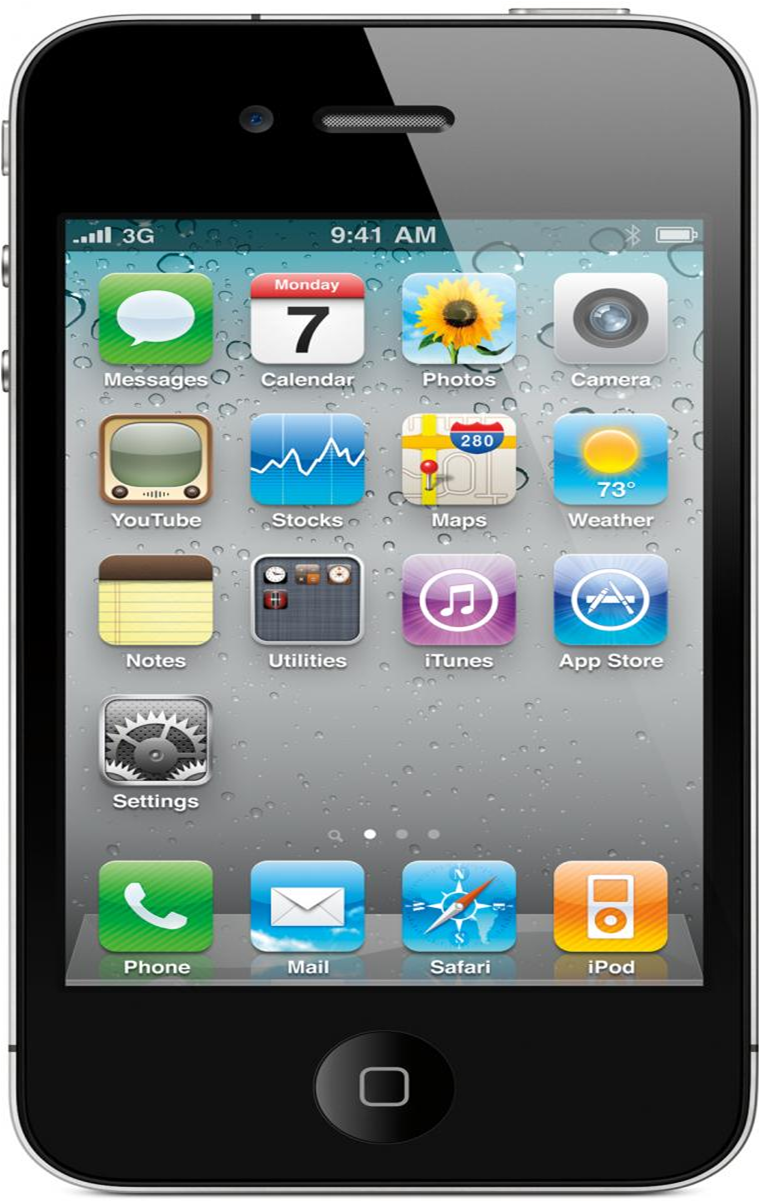 3G 9:41 AM
Monday
7
Messages Calendar Photos Camera
280
73°
YouTube Stocks Maps Weather
Notes Utilities iTunes App Store
Settings
N
S
Phone Mail Safari iPod